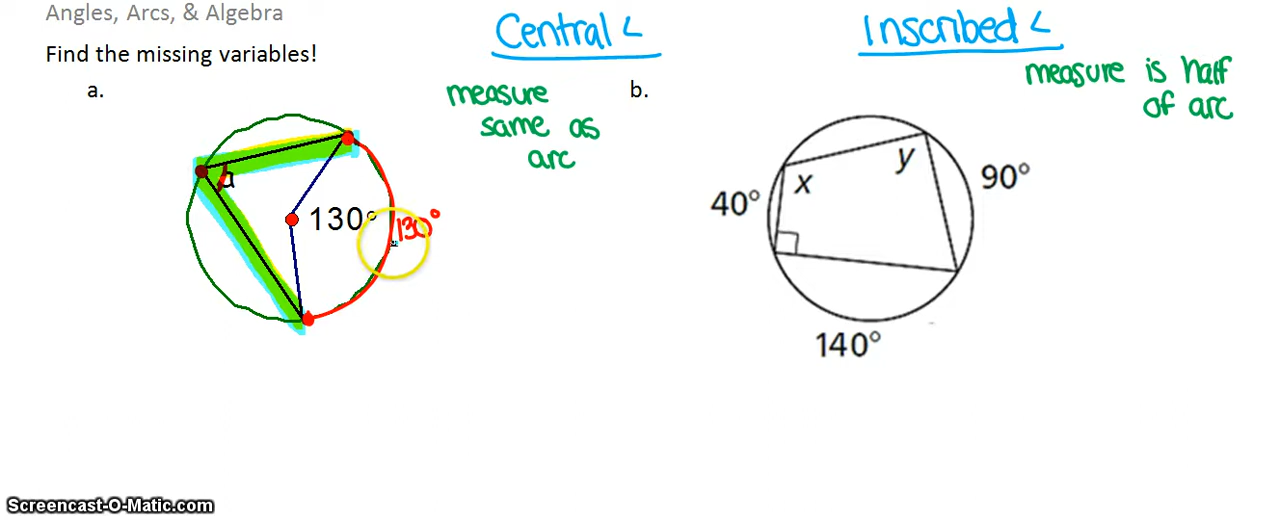 Angles, Arcs, & Algebra
Find the missing variables!
Central <
Inscribed <
a.
measure
same as
arc
b.
measure is half
of arc
a
130°
130°
x
y
40°
90°
140°
Screencast-O-Matic.com